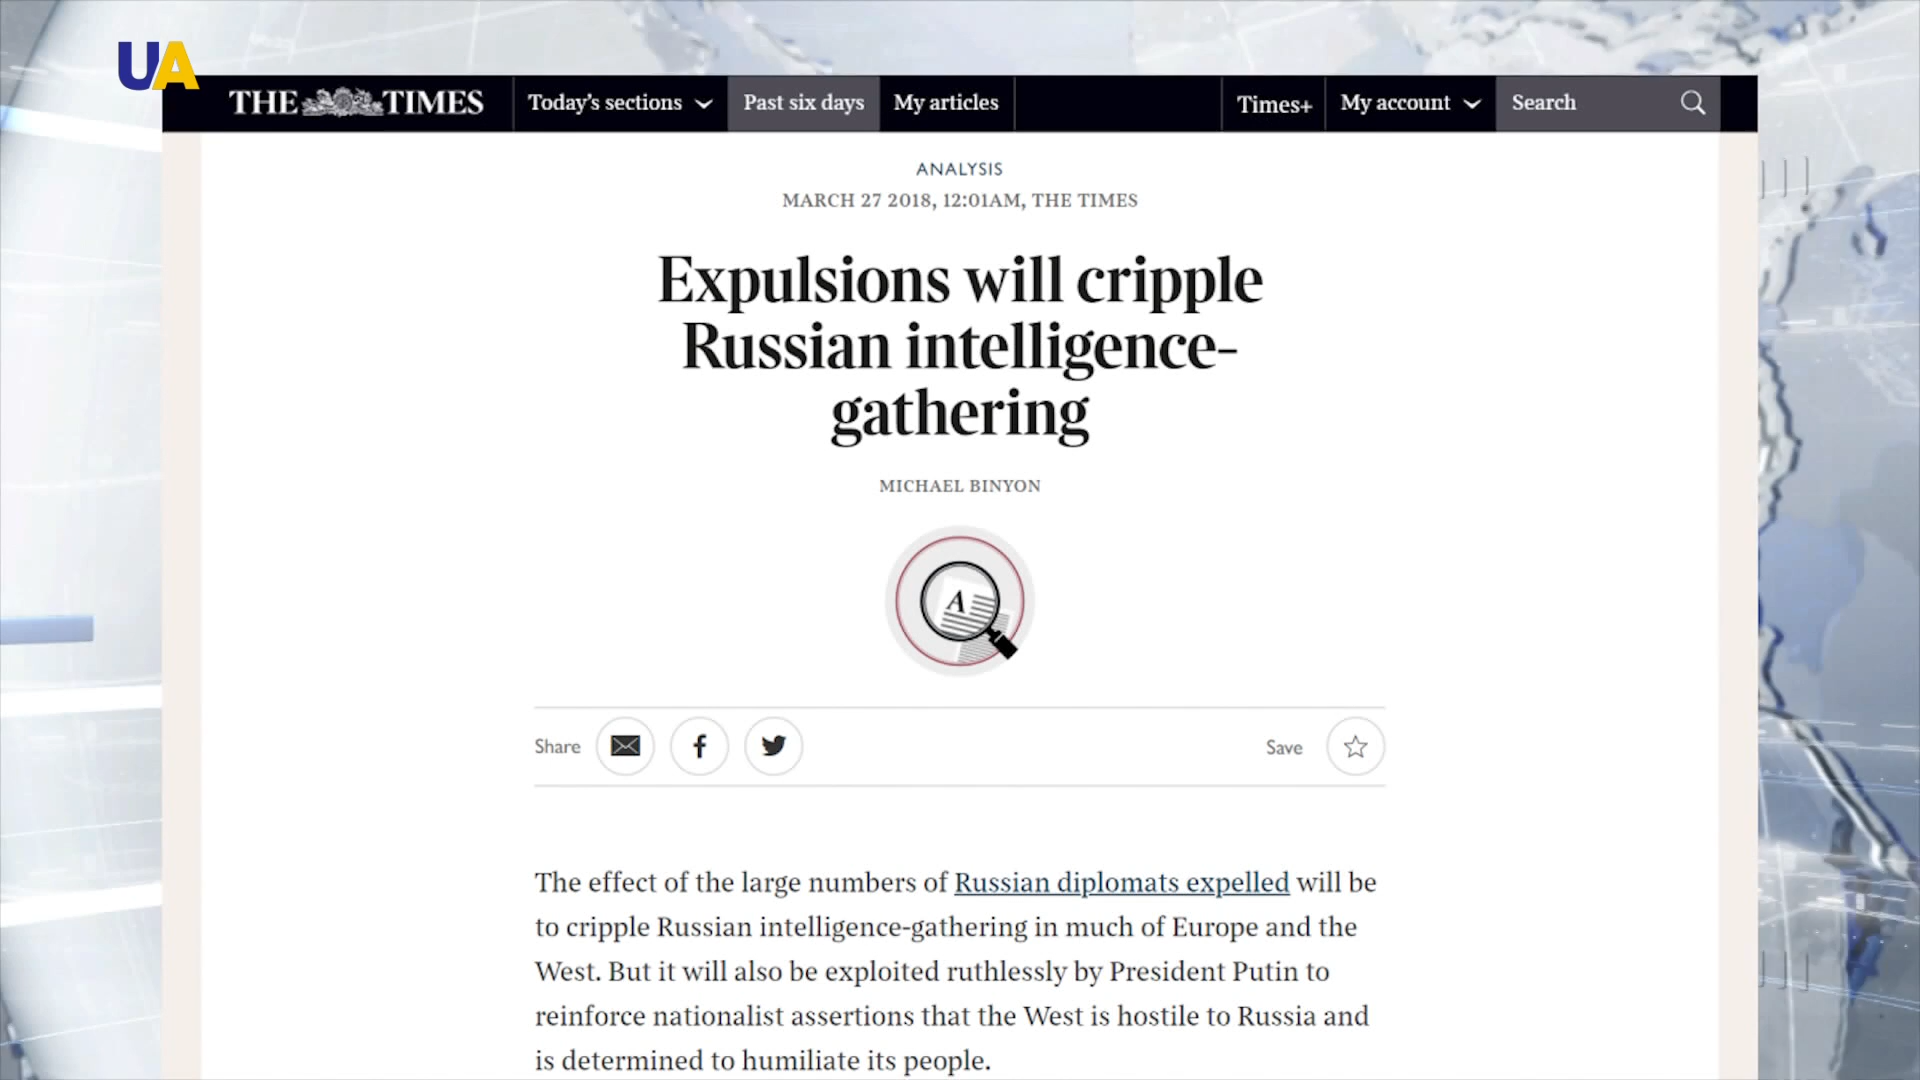 UA
THE TIMES
Today's sections
Past six days
My articles
Times+
My account
Search
ANALYSIS
MARCH 27 2018, 12:01AM, THE TIMES
Expulsions will cripple
Russian intelligence-
gathering
MICHAEL BINYON
A
Share
f
Save
The effect of the large numbers of Russian diplomats expelled will be
to cripple Russian intelligence-gathering in much of Europe and the
West. But it will also be exploited ruthlessly by President Putin to
reinforce nationalist assertions that the West is hostile to Russia and
is determined to humiliate its people.